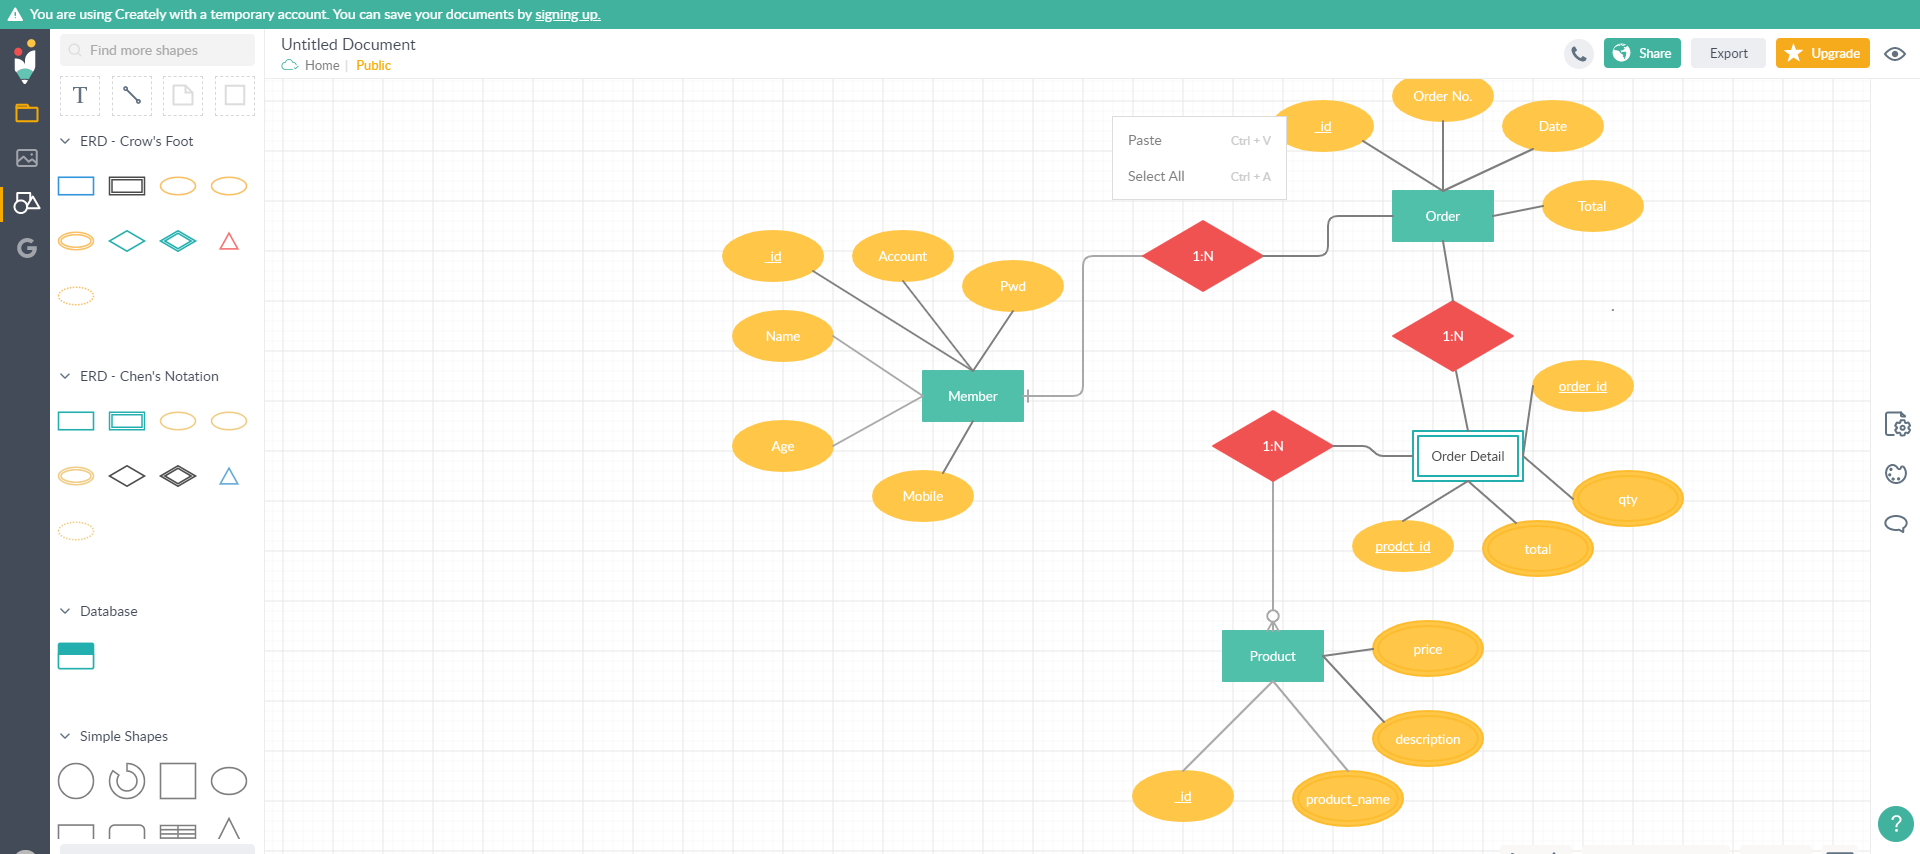 You are using Creately with a temporary account. You can save your documents by signing up.
Find more shapes
T
ERD - Crow's Foot
ERD - Chen's Notation
Database
Simple Shapes
Untitled Document
Home | Public
Share
Export
Upgrade
Paste Ctrl + V
Select All Ctrl + A
_id
Order No.
Date
Order
Total
1:N
_id
Account
Pwd
Name
Member
Age
Mobile
1:N
order_id
1:N
Order Detail
qty
prodct_id
total
Product
price
description
_id
product_name
?